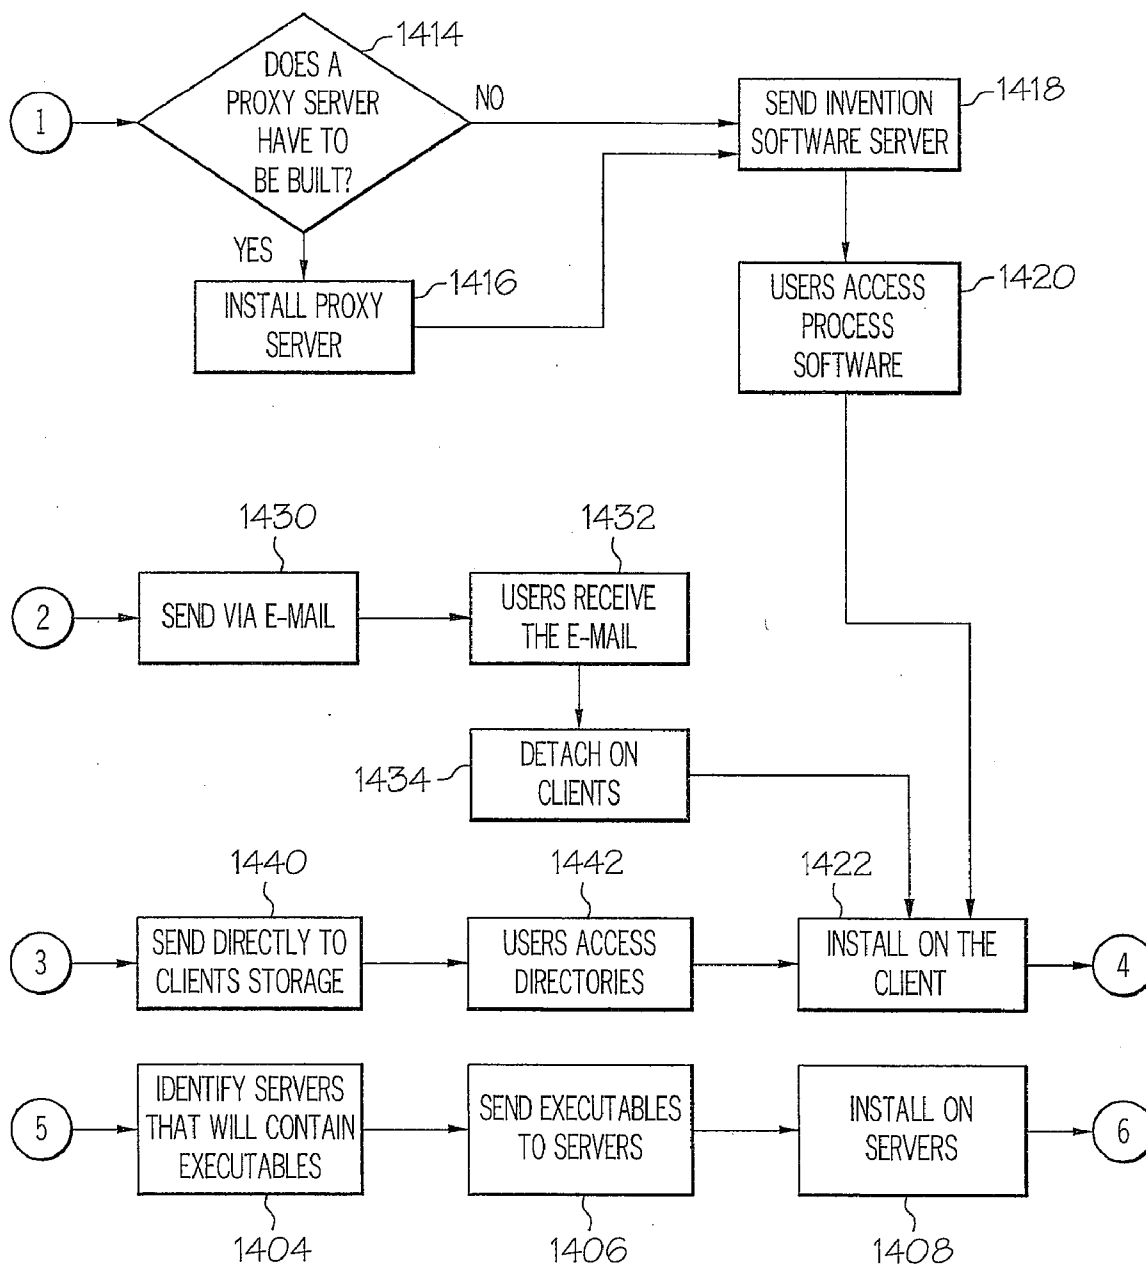 1414
DOES A
PROXY SERVER
HAVE TO
BE BUILT?
1
NO
YES
1416
INSTALL PROXY
SERVER
1418
SEND INVENTION
SOFTWARE SERVER
1420
USERS ACCESS
PROCESS
SOFTWARE
1430
1432
2
SEND VIA E-MAIL
USERS RECEIVE
THE E-MAIL
1434
DETACH ON
CLIENTS
1440
1442
1422
3
SEND DIRECTLY TO
CLIENTS STORAGE
USERS ACCESS
DIRECTORIES
INSTALL ON THE
CLIENT
4
5
IDENTIFY SERVERS
THAT WILL CONTAIN
EXECUTABLES
SEND EXECUTABLES
TO SERVERS
INSTALL ON
SERVERS
6
1404
1406
1408